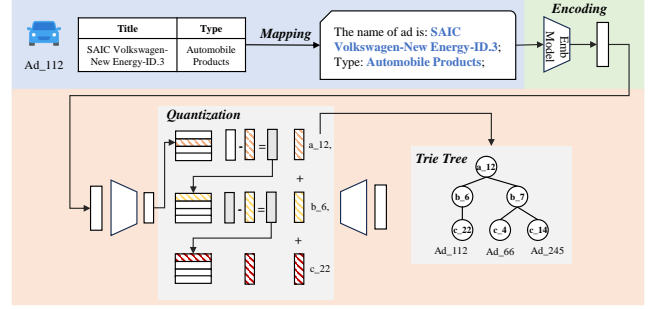 Encoding
Title Type
SAIC Volkswagen-
New Energy-ID.3
Automobile
Products
Ad_112
Mapping
The name of ad is: SAIC
Volkswagen-New Energy-ID.3;
Type: Automobile Products;
Emb
Model
Quantization
- =
a_12,
+
- =
b_6,
+
c_22
Trie Tree
a_12
b_6 b_7
c_22 c_4 c_14
Ad_112 Ad_66 Ad_245